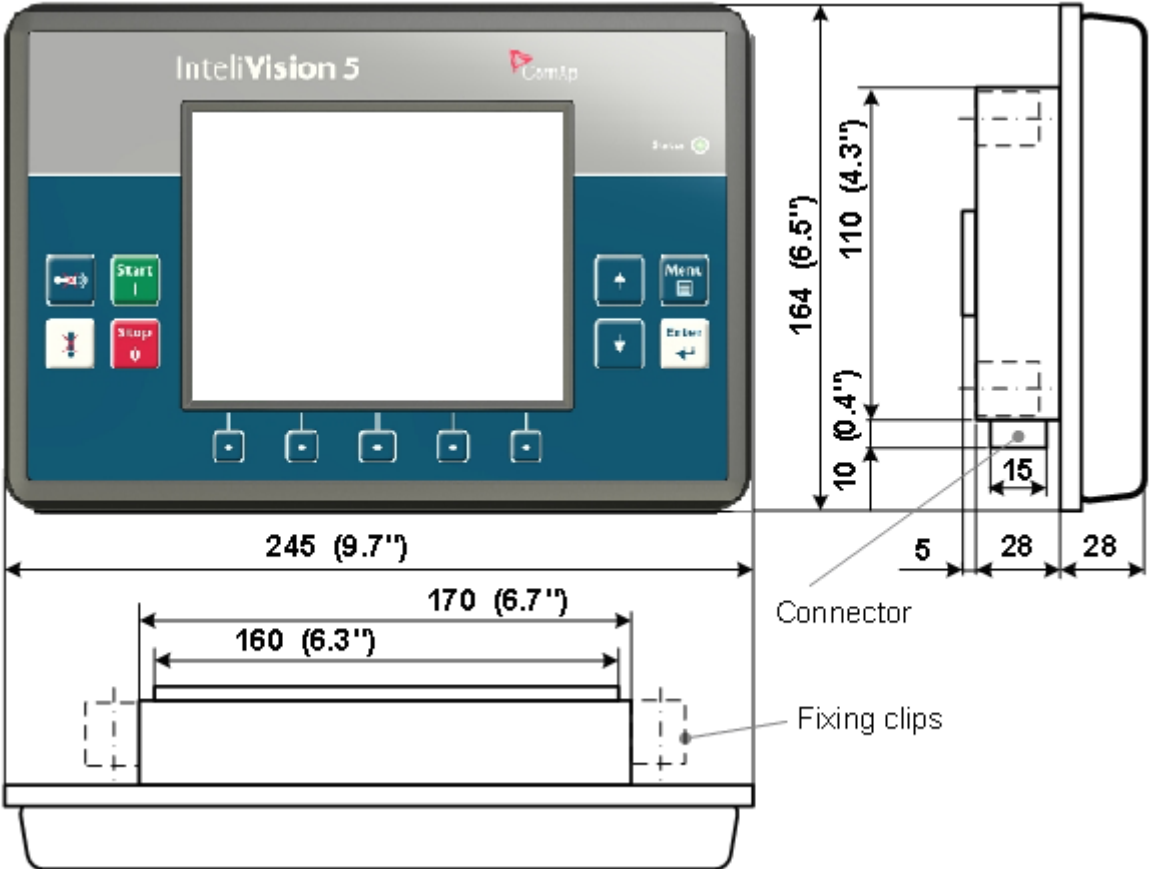 InteliVision 5
ComAp
Status
Start
Menu
Stop
Enter
164 (6.5")
110 (4.3")
10 (0.4")
15
5
28
28
245 (9.7")
Connector
170 (6.7")
160 (6.3")
Fixing clips